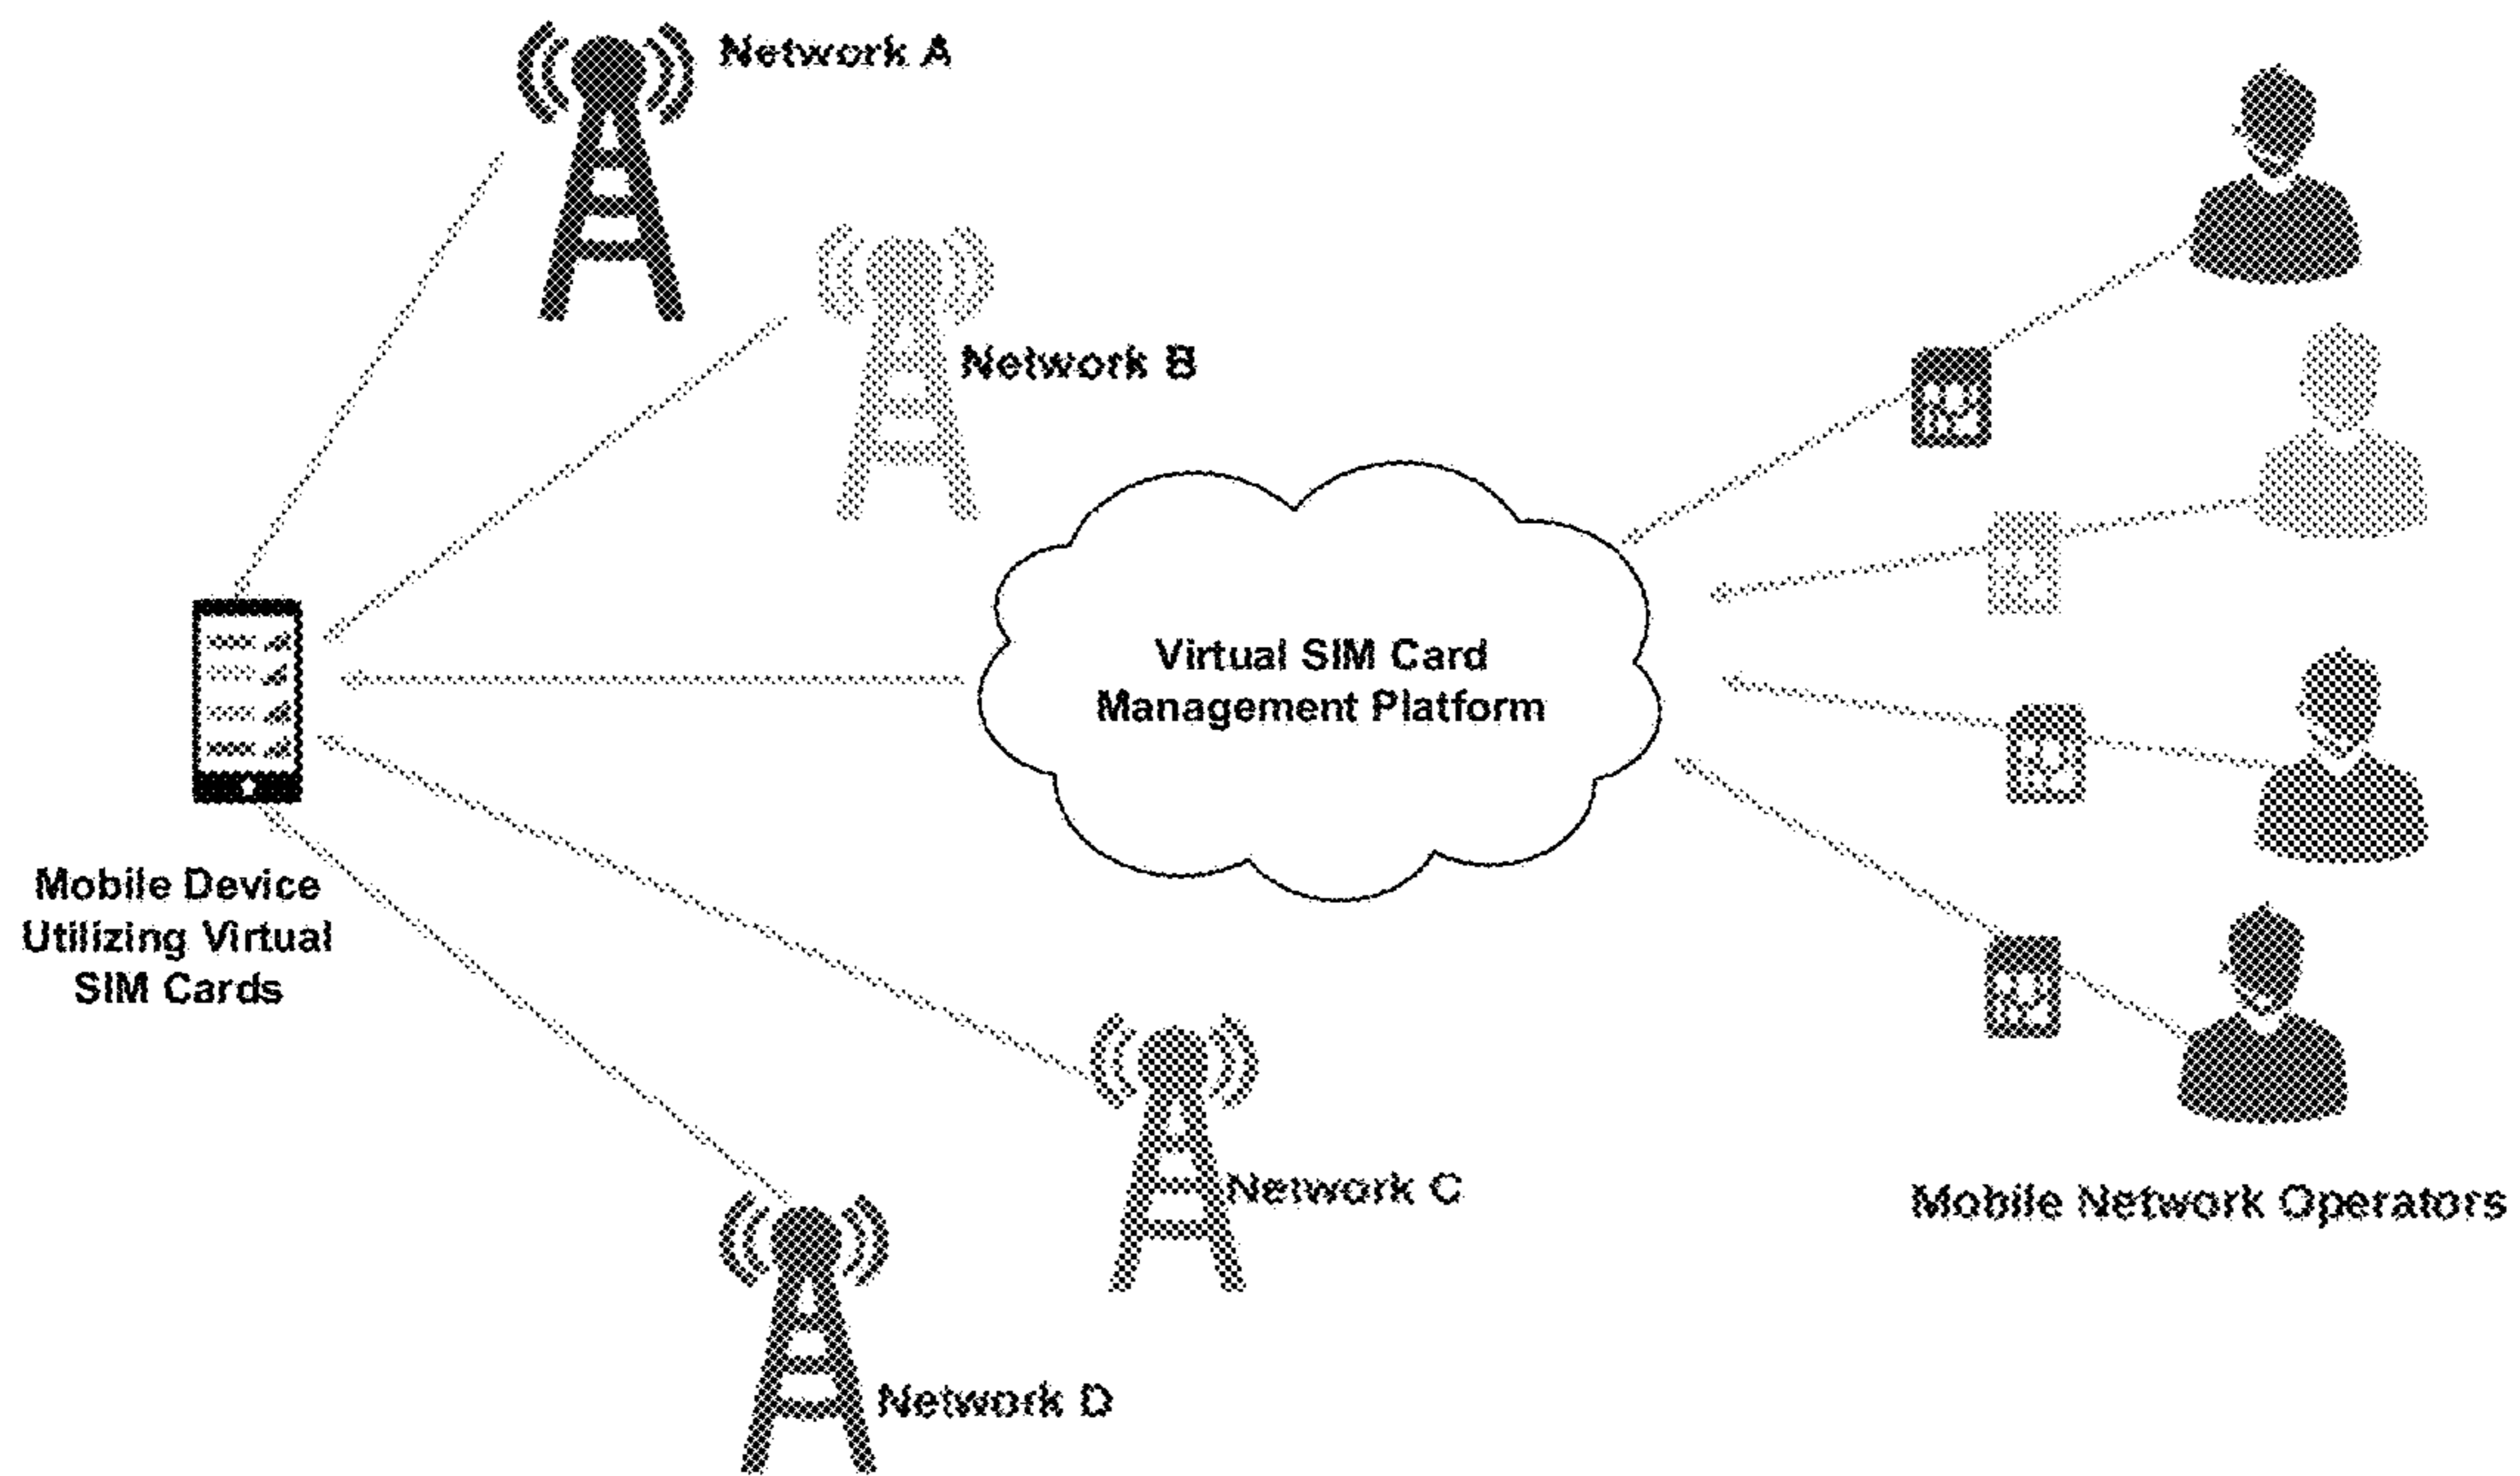 Network A
Network B
Virtual SIM Card
Management Platform
Mobile Device
Utilizing Virtual
SIM Cards
Network C
Mobile Network Operators
Network D